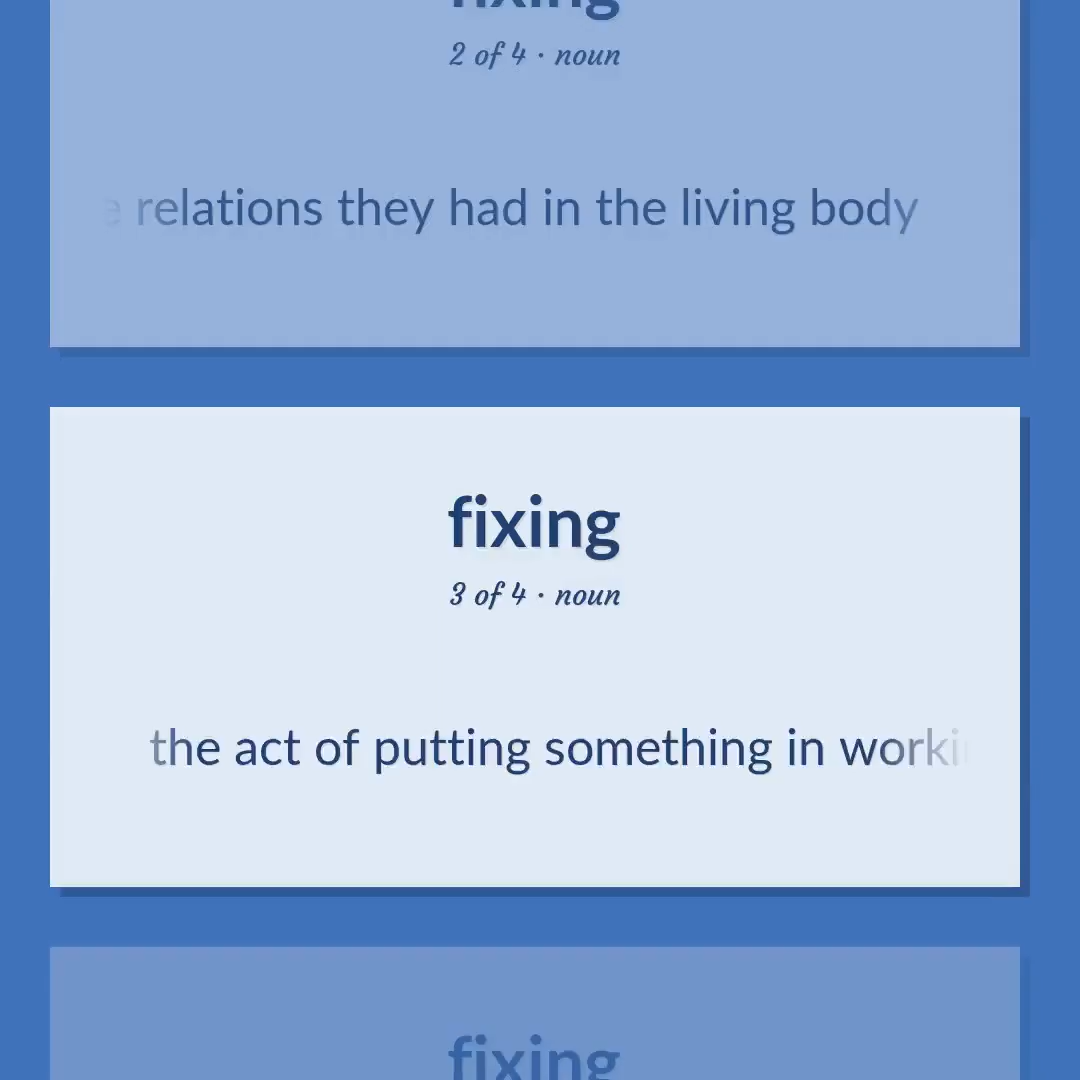 fixing
2 of 4 · noun
relations they had in the living body
fixing
3 of 4 · noun
the act of putting something in
fixing